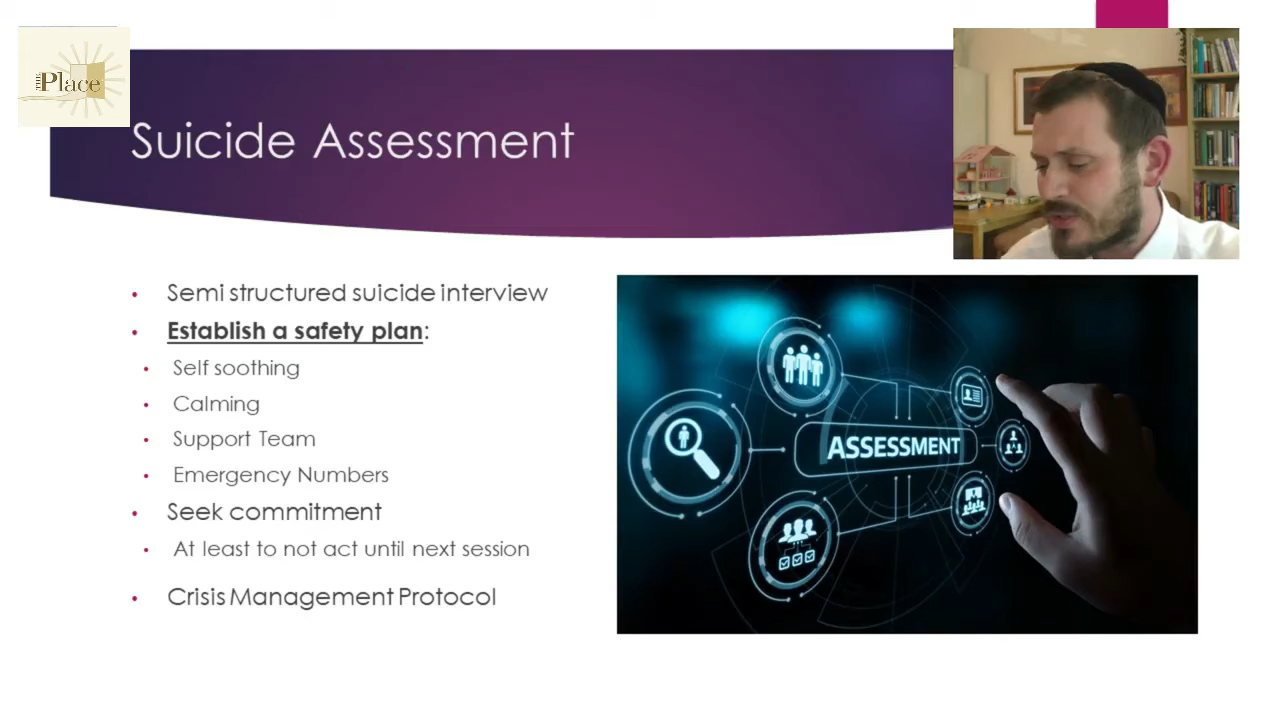 THE Place
Suicide Assessment
Semi structured suicide interview
Establish a safety plan:
Self soothing
Calming
Support Team
Emergency Numbers
Seek commitment
At least to not act until next session
Crisis Management Protocol
ASSESSMENT